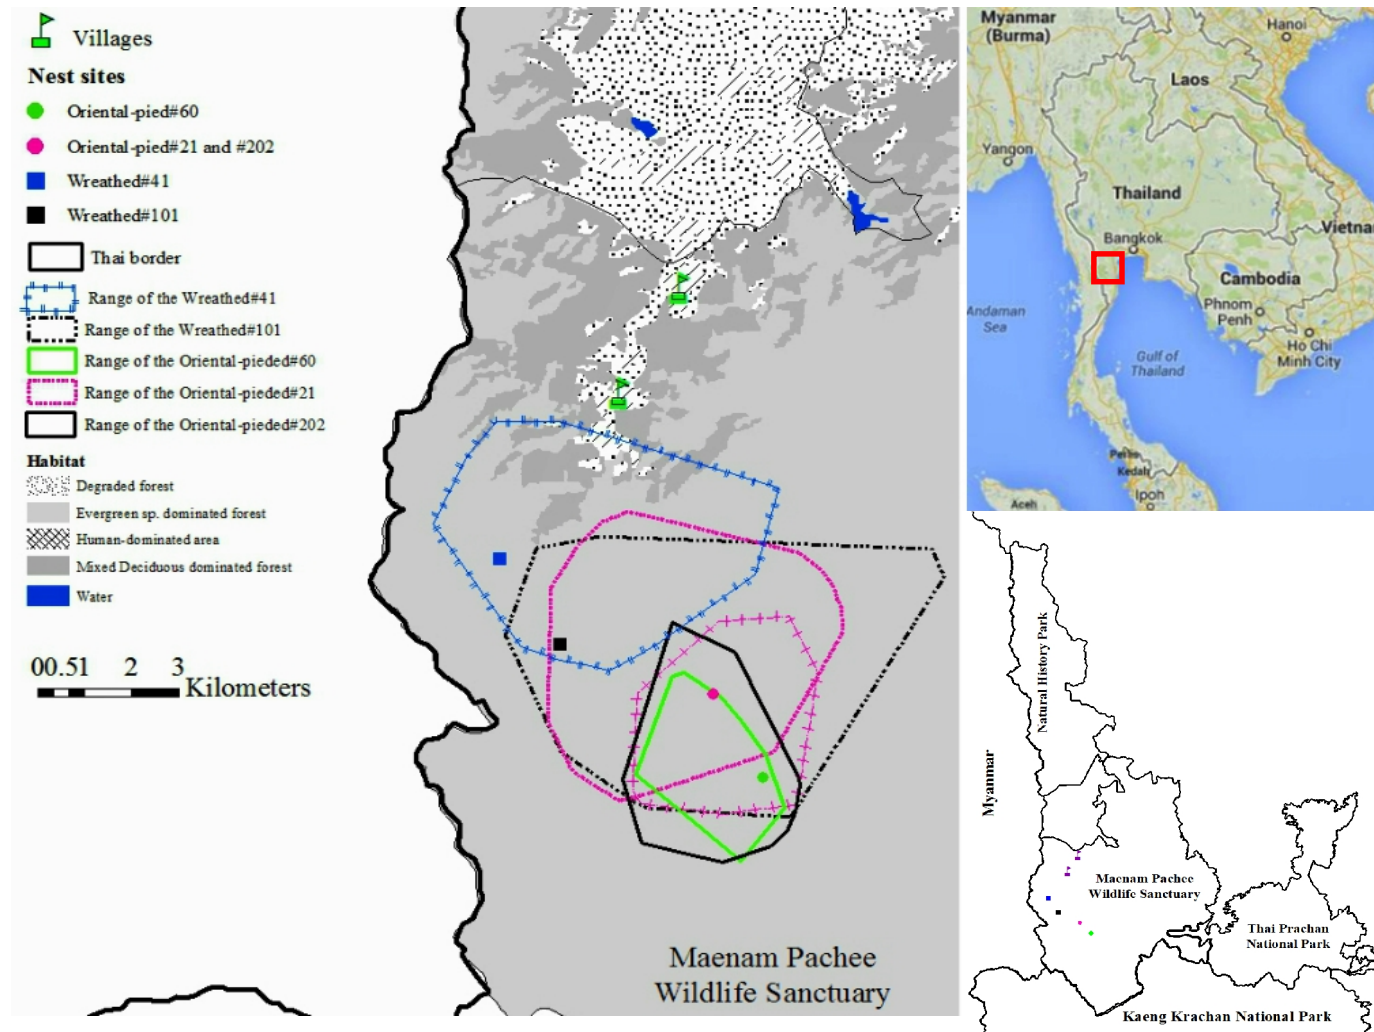 Villages
Nest sites
Oriental-pied#60
Oriental-pied#21 and #202
Wreathed#41
Wreathed#101
Thai border
Range of the Wreathed#41
Range of the Wreathed#101
Range of the Oriental-pieded#60
Range of the Oriental-pieded#21
Range of the Oriental-pieded#202
Habitat
Degraded forest
Evergreen sp. dominated forest
Human-dominated area
Mixed Deciduous dominated forest
Water
00.51 2 3
Kilometers
Maenam Pachee
Wildlife Sanctuary
Myanmar
(Burma)
Hanoi
Laos
Yangon
Thailand
Vietnar
Bangkok
Cambodia
Phnom
Penh
Andaman
Sea
Ho Chi
Minh City
Gulf of
Thailand
Kedah
Ipoh
Aceh
Natural History Park
Myanmar
Maenam Pachee
Wildlife Sanctuary
Thai Prachan
National Park
Kaeng Krachan National Park